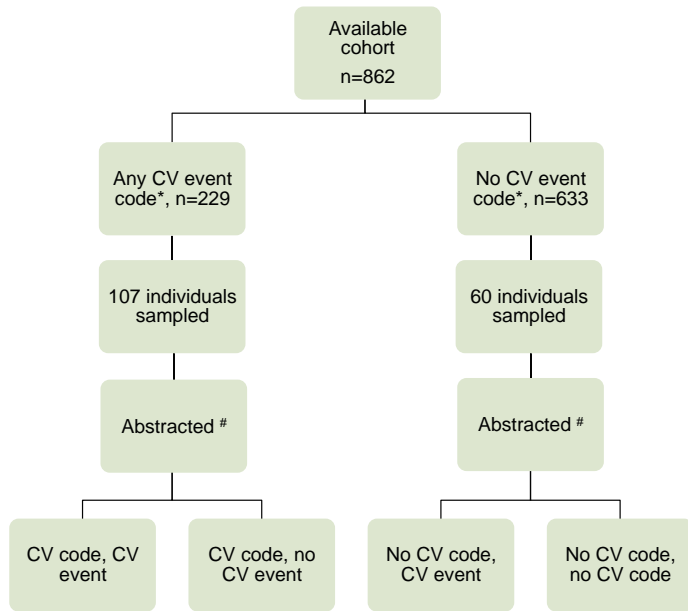 Available
cohort
n=862
Any CV event
code*, n=229
No CV event
code*, n=633
107 individuals
sampled
60 individuals
sampled
Abstracted #
Abstracted #
CV code, CV
event
CV code, no
CV event
No CV code,
CV event
No CV code,
no CV code